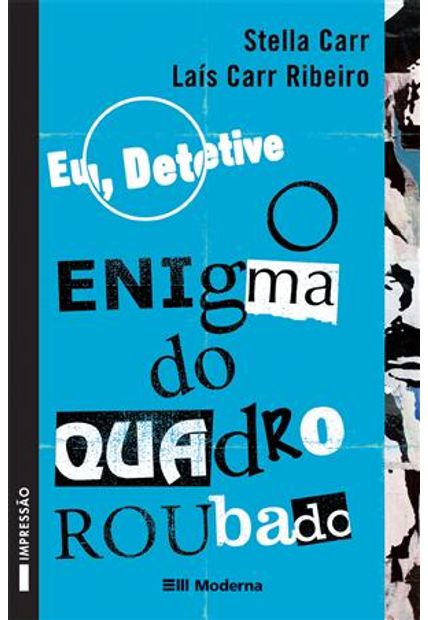 Stella Carr
Laís Carr Ribeiro
Eu, Detetive
O
ENIgma
do
QUAdRO
ROUbado
IMPRESSÃO
Moderna